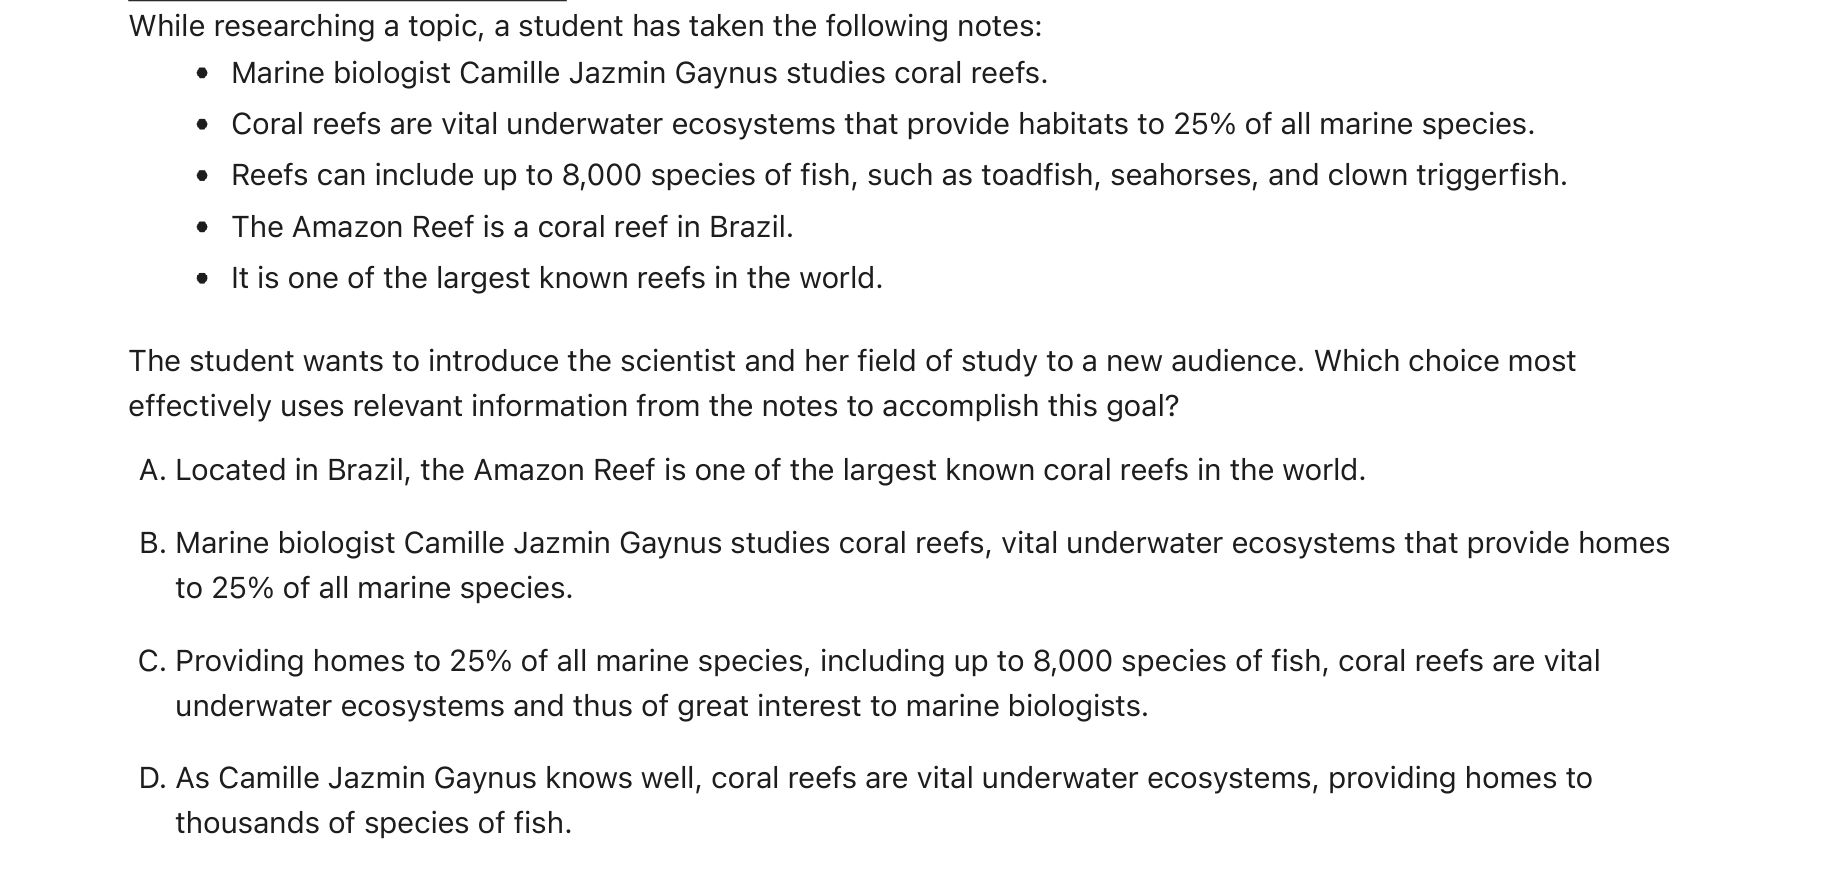 While researching a topic, a student has taken the following notes:
• Marine biologist Camille Jazmin Gaynus studies coral reefs.
• Coral reefs are vital underwater ecosystems that provide habitats to 25% of all marine species.
• Reefs can include up to 8,000 species of fish, such as toadfish, seahorses, and clown triggerfish.
• The Amazon Reef is a coral reef in Brazil.
• It is one of the largest known reefs in the world.
The student wants to introduce the scientist and her field of study to a new audience. Which choice most
effectively uses relevant information from the notes to accomplish this goal?
A. Located in Brazil, the Amazon Reef is one of the largest known coral reefs in the world.
B. Marine biologist Camille Jazmin Gaynus studies coral reefs, vital underwater ecosystems that provide homes
to 25% of all marine species.
C. Providing homes to 25% of all marine species, including up to 8,000 species of fish, coral reefs are vital
underwater ecosystems and thus of great interest to marine biologists.
D. As Camille Jazmin Gaynus knows well, coral reefs are vital underwater ecosystems, providing homes to
thousands of species of fish.